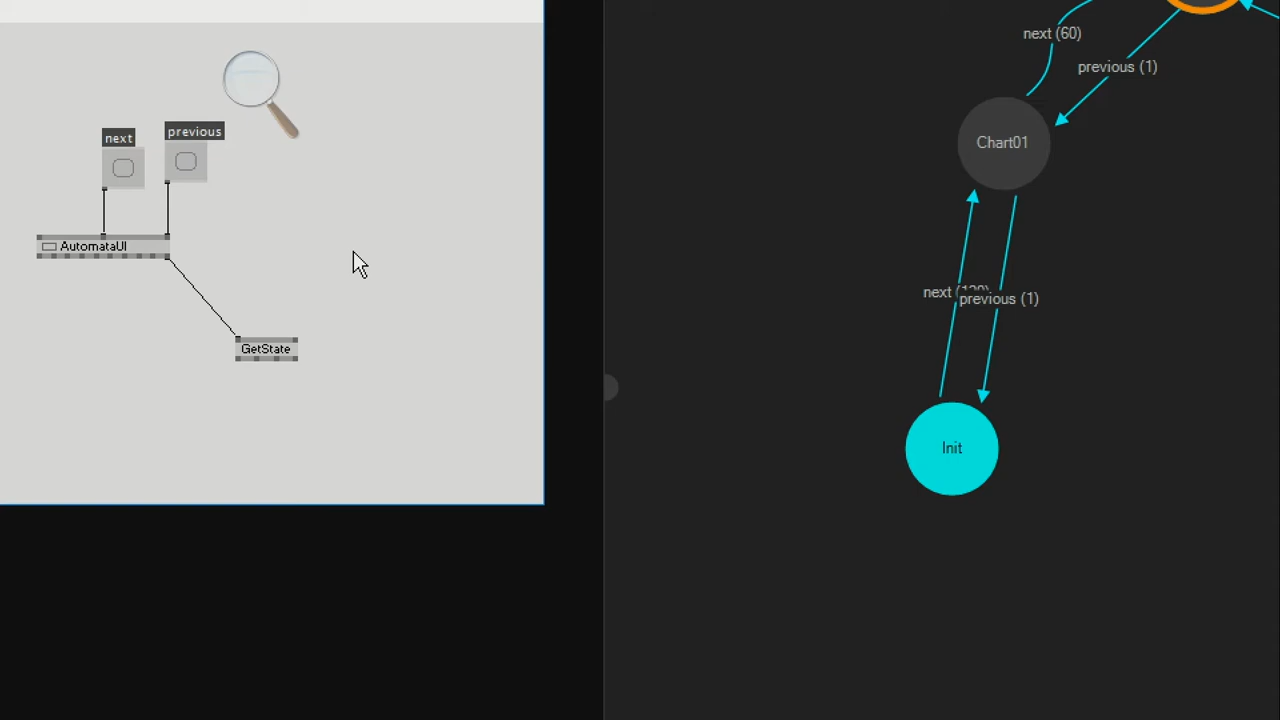 next
previous
AutomataUI
GetState
next (60)
previous (1)
Chart01
next
previous (1)
Init